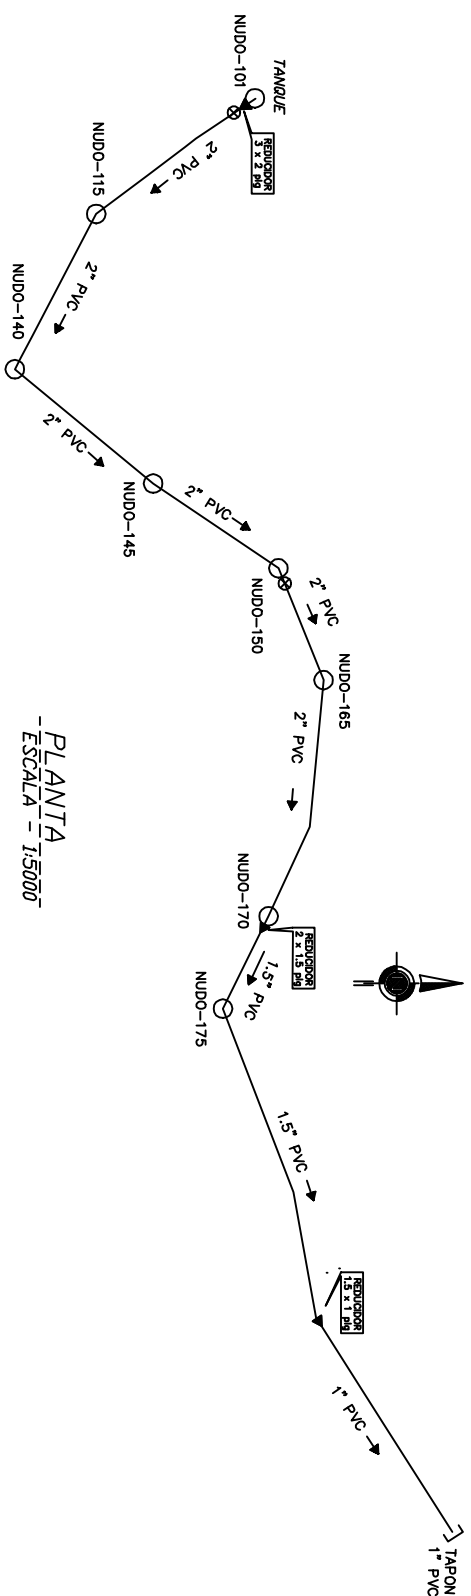 TANQUE
NUDO-101
REDUCIDOR
3 x 2 plg
2" PVC
NUDO-115
2" PVC
NUDO-140
2" PVC
NUDO-145
2" PVC
NUDO-150
2" PVC
NUDO-165
2" PVC
NUDO-170
REDUCIDOR
2 x 1.5 plg
1.5" PVC
NUDO-175
1.5" PVC
REDUCIDOR
1.5 x 1 plg
1" PVC
TAPON
1" PVC
PLANTA
ESCALA - 1:5000